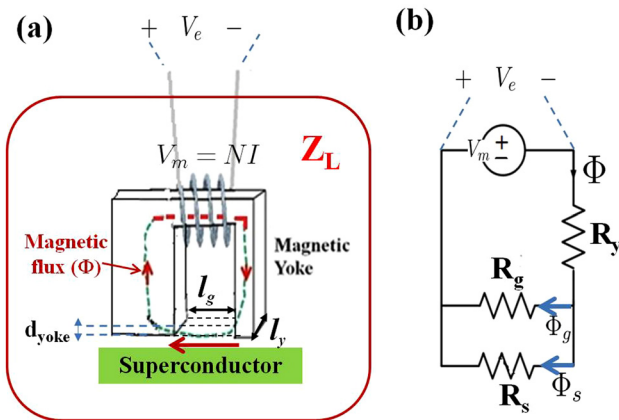 (a)
+ V_e −
V_m = NI
Z_L
Magnetic
flux (Φ)
Magnetic
Yoke
l_g
d_yoke
l_y
Superconductor
(b)
+ V_e −
V_m
+
−
Φ
R_y
R_g
Φ_g
Φ_s
R_s